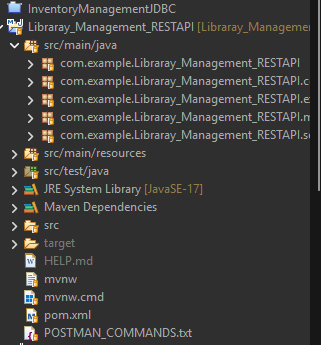 InventoryManagementJDBC
Libraray_Management_RESTAPI [Libraray_Managemen
src/main/java
com.example.Libraray_Management_RESTAPI
com.example.Libraray_Management_RESTAPI.c
com.example.Libraray_Management_RESTAPI.e
com.example.Libraray_Management_RESTAPI.m
com.example.Libraray_Management_RESTAPI.se
src/main/resources
src/test/java
JRE System Library [JavaSE-17]
Maven Dependencies
src
target
HELP.md
mvnw
mvnw.cmd
pom.xml
POSTMAN_COMMANDS.txt